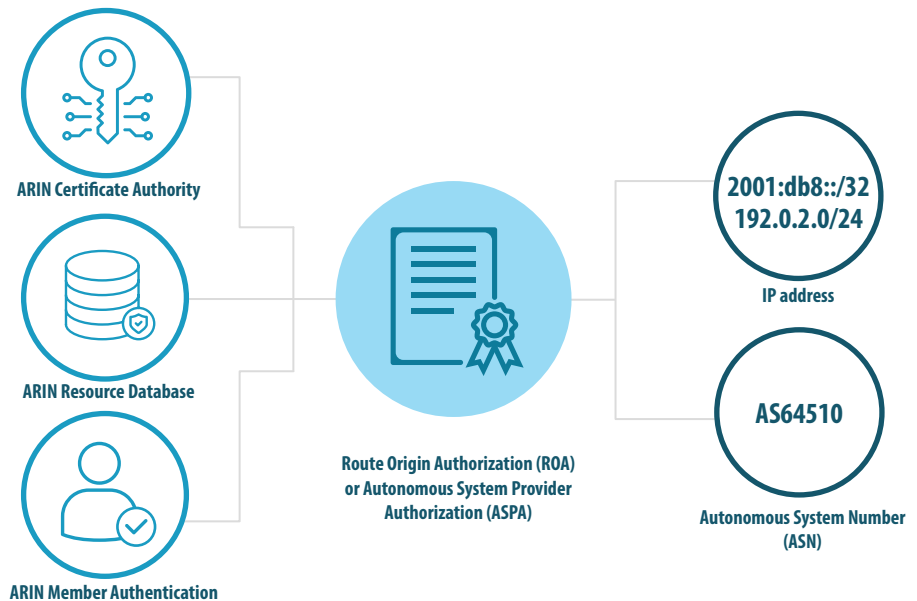 ARIN Certificate Authority
ARIN Resource Database
ARIN Member Authentication
Route Origin Authorization (ROA)
or Autonomous System Provider
Authorization (ASPA)
2001:db8::/32
192.0.2.0/24
IP address
AS64510
Autonomous System Number
(ASN)